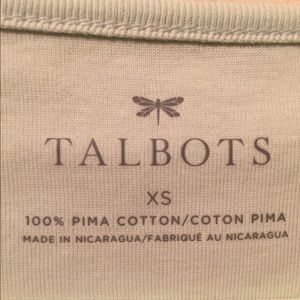 TALBOTS
XS
100% PIMA COTTON/COTON PIMA
MADE IN NICARAGUA/FABRIQUÉ AU NICARAGUA